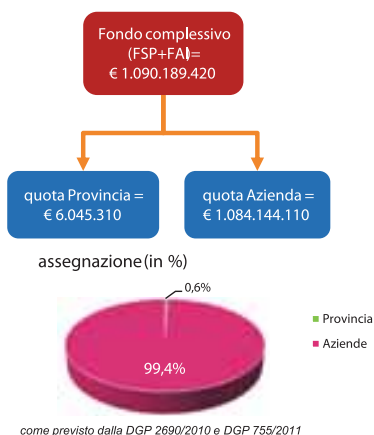 Fondo complessivo
(FSP+FAI)=
€ 1.090.189.420
quota Provincia =
€ 6.045.310
quota Azienda =
€ 1.084.144.110
assegnazione (in %)
0,6%
99,4%
Provincia
Aziende
come previsto dalla DGP 2690/2010 e DGP 755/2011